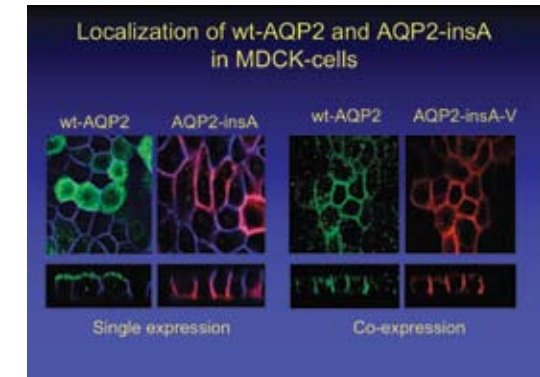 Localization of wt-AQP2 and AQP2-insA
in MDCK-cells
wt-AQP2 AQP2-insA wt-AQP2 AQP2-insA-V
Single expression Co-expression